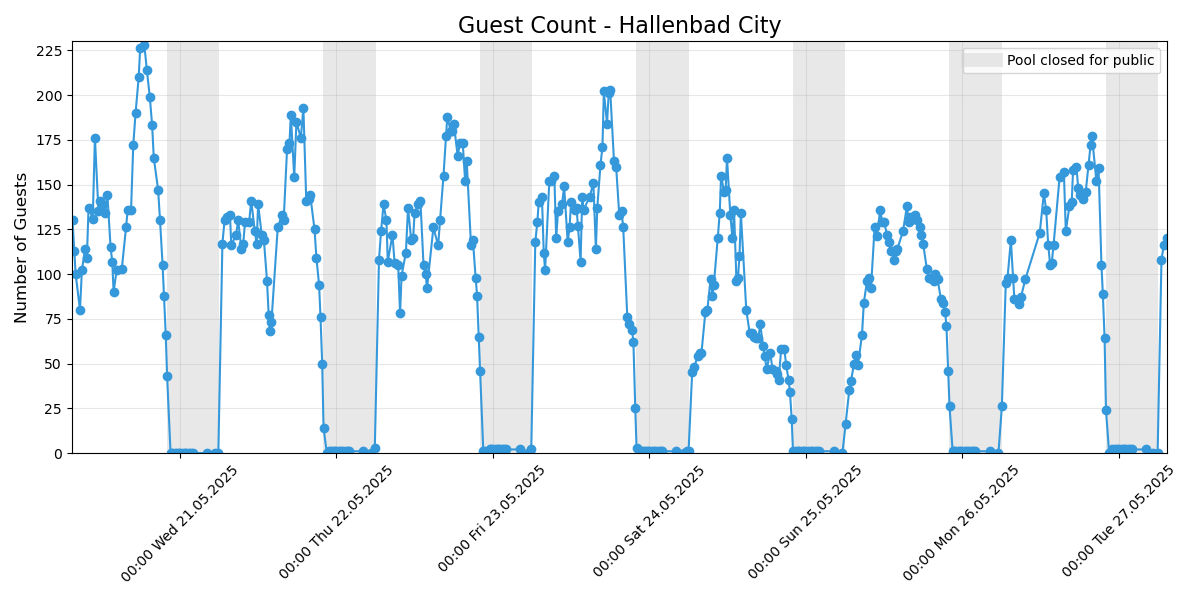 Guest Count - Hallenbad City
Pool closed for public
Number of Guests
225
200
175
150
125
100
75
50
25
0
00:00 Wed 21.05.2025
00:00 Thu 22.05.2025
00:00 Fri 23.05.2025
00:00 Sat 24.05.2025
00:00 Sun 25.05.2025
00:00 Mon 26.05.2025
00:00 Tue 27.05.2025